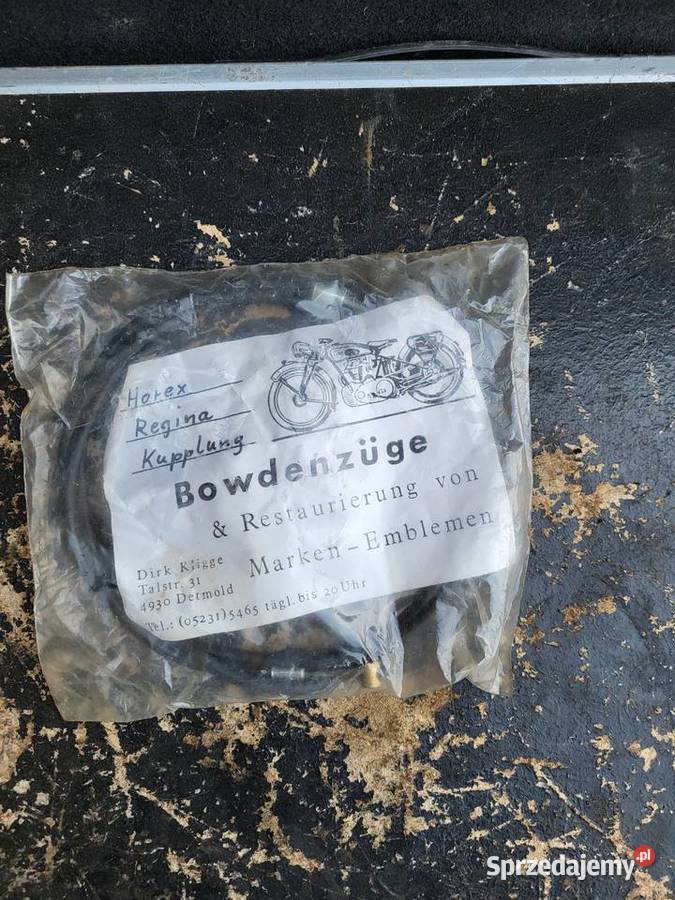 Horex
Regina
Kupplung
Bowdenzüge
& Restaurierung von
Marken-Emblemen
Dirk Klügge
Talstr. 31
4930 Detmold
Tel.: (05231) 5465 tägl. bis 20 Uhr
Sprzedajemy.pl